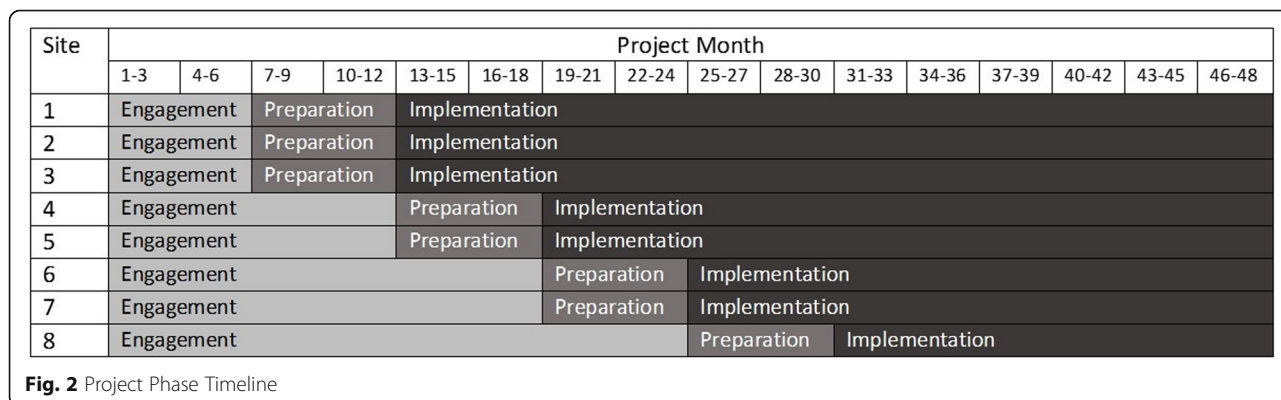 Site Project Month
1-3 4-6 7-9 10-12 13-15 16-18 19-21 22-24 25-27 28-30 31-33 34-36 37-39 40-42 43-45 46-48
1 Engagement Preparation Implementation
2 Engagement Preparation Implementation
3 Engagement Preparation Implementation
4 Engagement Preparation Implementation
5 Engagement Preparation Implementation
6 Engagement Preparation Implementation
7 Engagement Preparation Implementation
8 Engagement Preparation Implementation
Fig. 2 Project Phase Timeline